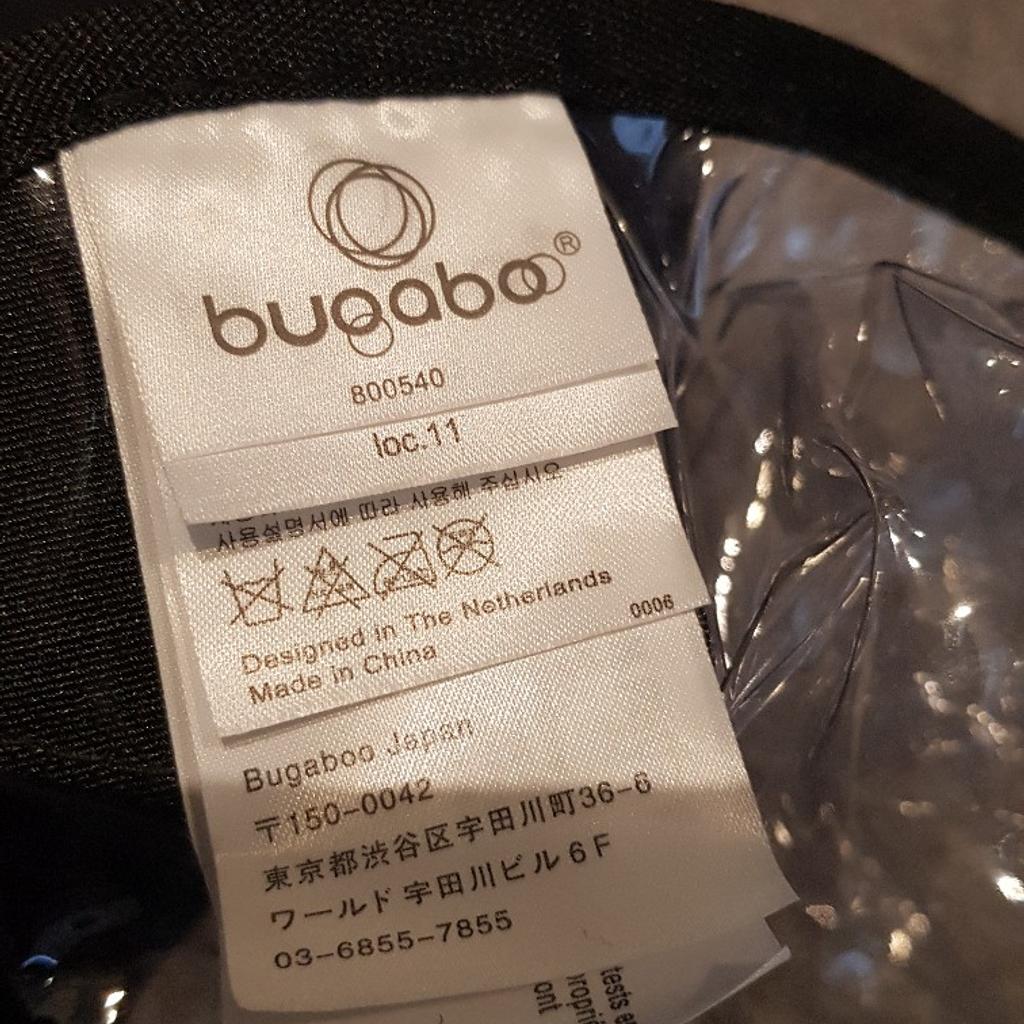 bugaboo®
800540
loc.11
사용설명서에 따라 사용해 주십시오
Designed in The Netherlands
Made in China
0006
Bugaboo Japan
〒150-0042
東京都渋谷区宇田川町36-6
ワールド宇田川ビル 6F
03-6855-7855
ont